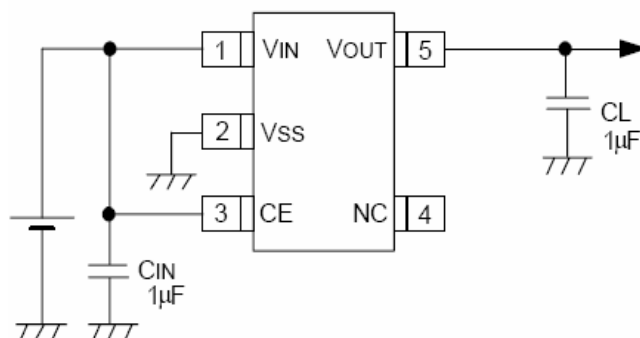 1 VIN VOUT 5
2 VSS
CL
1µF
3 CE NC 4
CIN
1µF